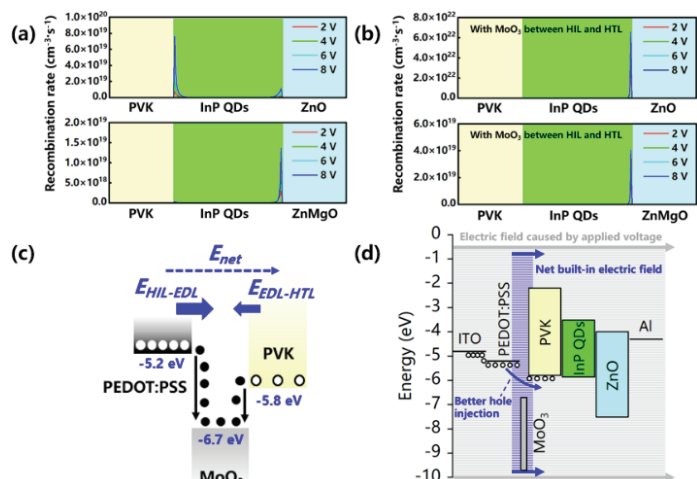 (a)
Recombination rate (cm⁻³·s⁻¹)
1.0×10²⁰
8.0×10¹⁹
6.0×10¹⁹
4.0×10¹⁹
2.0×10¹⁹
0.0
2 V
4 V
6 V
8 V
PVK InP QDs ZnO
2.0×10¹⁹
1.5×10¹⁹
1.0×10¹⁹
5.0×10¹⁸
0.0
2 V
4 V
6 V
8 V
PVK InP QDs ZnMgO
(b)
Recombination rate (cm⁻³·s⁻¹)
8.0×10²²
6.0×10²²
4.0×10²²
2.0×10²²
0.0
With MoO₃ between HIL and HTL
2 V
4 V
6 V
8 V
PVK InP QDs ZnO
6.0×10¹⁹
4.0×10¹⁹
2.0×10¹⁹
0.0
With MoO₃ between HIL and HTL
2 V
4 V
6 V
8 V
PVK InP QDs ZnMgO
(c)
E_net
E_HIL-EDL E_EDL-HTL
-5.2 eV
PVK
PEDOT:PSS
-5.8 eV
-6.7 eV
MoO₃
(d)
Energy (eV)
-0
-1
-2
-3
-4
-5
-6
-7
-8
-9
-10
Electric field caused by applied voltage
Net built-in electric field
ITO
PEDOT:PSS
PVK
InP QDs
ZnO
Al
Better hole
injection
MoO₃